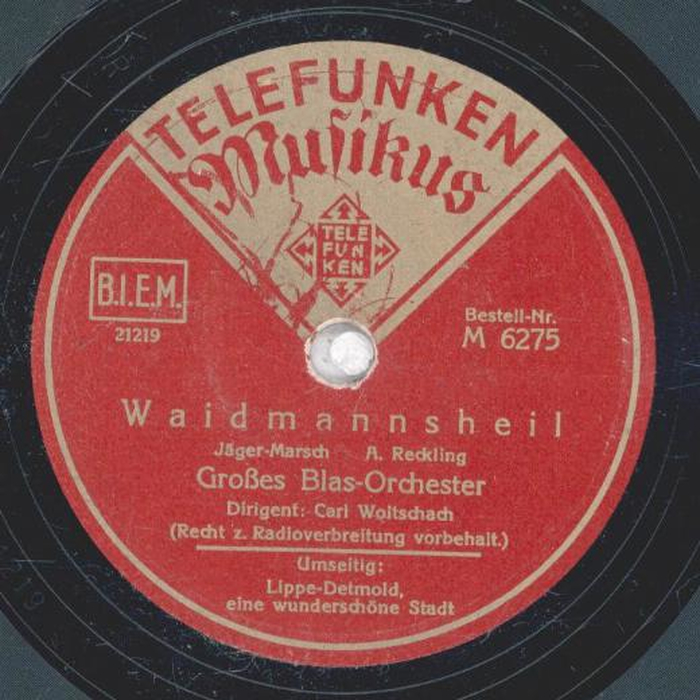 TELEFUNKEN
Musikus
TELE
FUN
KEN
B.I.E.M.
21219
Bestell-Nr.
M 6275
Waidmannsheil
Jäger-Marsch A. Reckling
Großes Blas-Orchester
Dirigent: Carl Woitschach
(Recht z. Radioverbreitung vorbehalt.)
Umseitig:
Lippe-Detmold,
eine wunderschöne Stadt